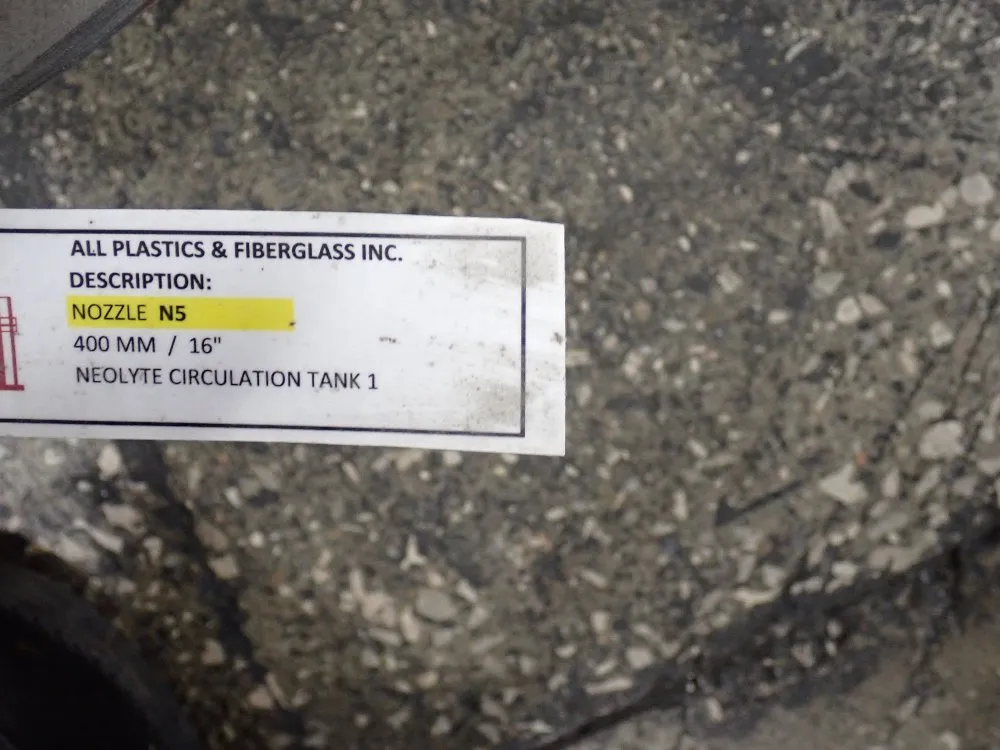 ALL PLASTICS & FIBERGLASS INC.
DESCRIPTION:
NOZZLE N5
400 MM / 16"
NEOLYTE CIRCULATION TANK 1